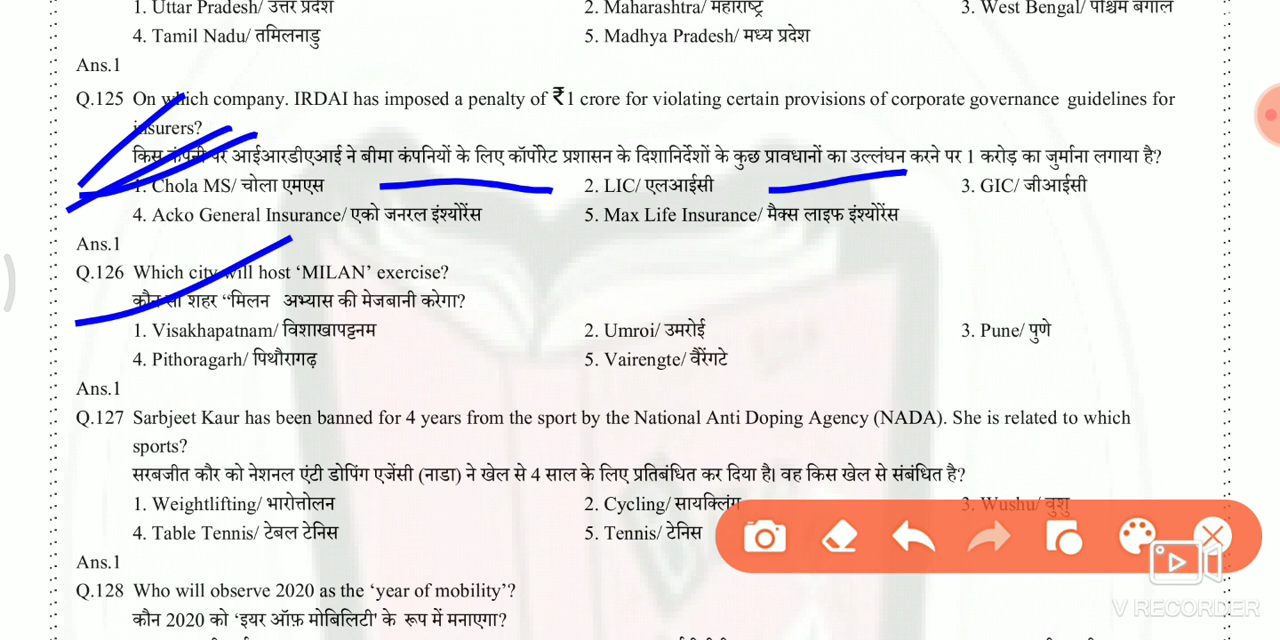 1. Uttar Pradesh/ उत्तर प्रदेश 2. Maharashtra/ महाराष्ट्र 3. West Bengal/ पश्चिम बंगाल
4. Tamil Nadu/ तमिलनाडु 5. Madhya Pradesh/ मध्य प्रदेश
Ans.1
Q.125 On which company. IRDAI has imposed a penalty of ₹1 crore for violating certain provisions of corporate governance guidelines for
insurers?
किस कंपनी पर आईआरडीएआई ने बीमा कंपनियों के लिए कॉर्पोरेट प्रशासन के दिशानिर्देशों के कुछ प्रावधानों का उल्लंघन करने पर 1 करोड़ का जुर्माना लगाया है?
1. Chola MS/ चोला एमएस 2. LIC/ एलआईसी 3. GIC/ जीआईसी
4. Acko General Insurance/ एको जनरल इंश्योरेंस 5. Max Life Insurance/ मैक्स लाइफ इंश्योरेंस
Ans.1
Q.126 Which city will host ‘MILAN’ exercise?
कौन सा शहर “मिलन अभ्यास की मेजबानी करेगा?
1. Visakhapatnam/ विशाखापट्टनम 2. Umroi/ उमरोई 3. Pune/ पुणे
4. Pithoragarh/ पिथौरागढ़ 5. Vairengte/ वैरेंगटे
Ans.1
Q.127 Sarbjeet Kaur has been banned for 4 years from the sport by the National Anti Doping Agency (NADA). She is related to which
sports?
सरबजीत कौर को नेशनल एंटी डोपिंग एजेंसी (नाडा) ने खेल से 4 साल के लिए प्रतिबंधित कर दिया है। वह किस खेल से संबंधित है?
1. Weightlifting/ भारोत्तोलन 2. Cycling/ सायक्लिंग 3. Wushu/ वुशु
4. Table Tennis/ टेबल टेनिस 5. Tennis/ टेनिस
Ans.1
Q.128 Who will observe 2020 as the ‘year of mobility’?
कौन 2020 को ‘इयर ऑफ़ मोबिलिटी' के रूप में मनाएगा?
V RECORDER